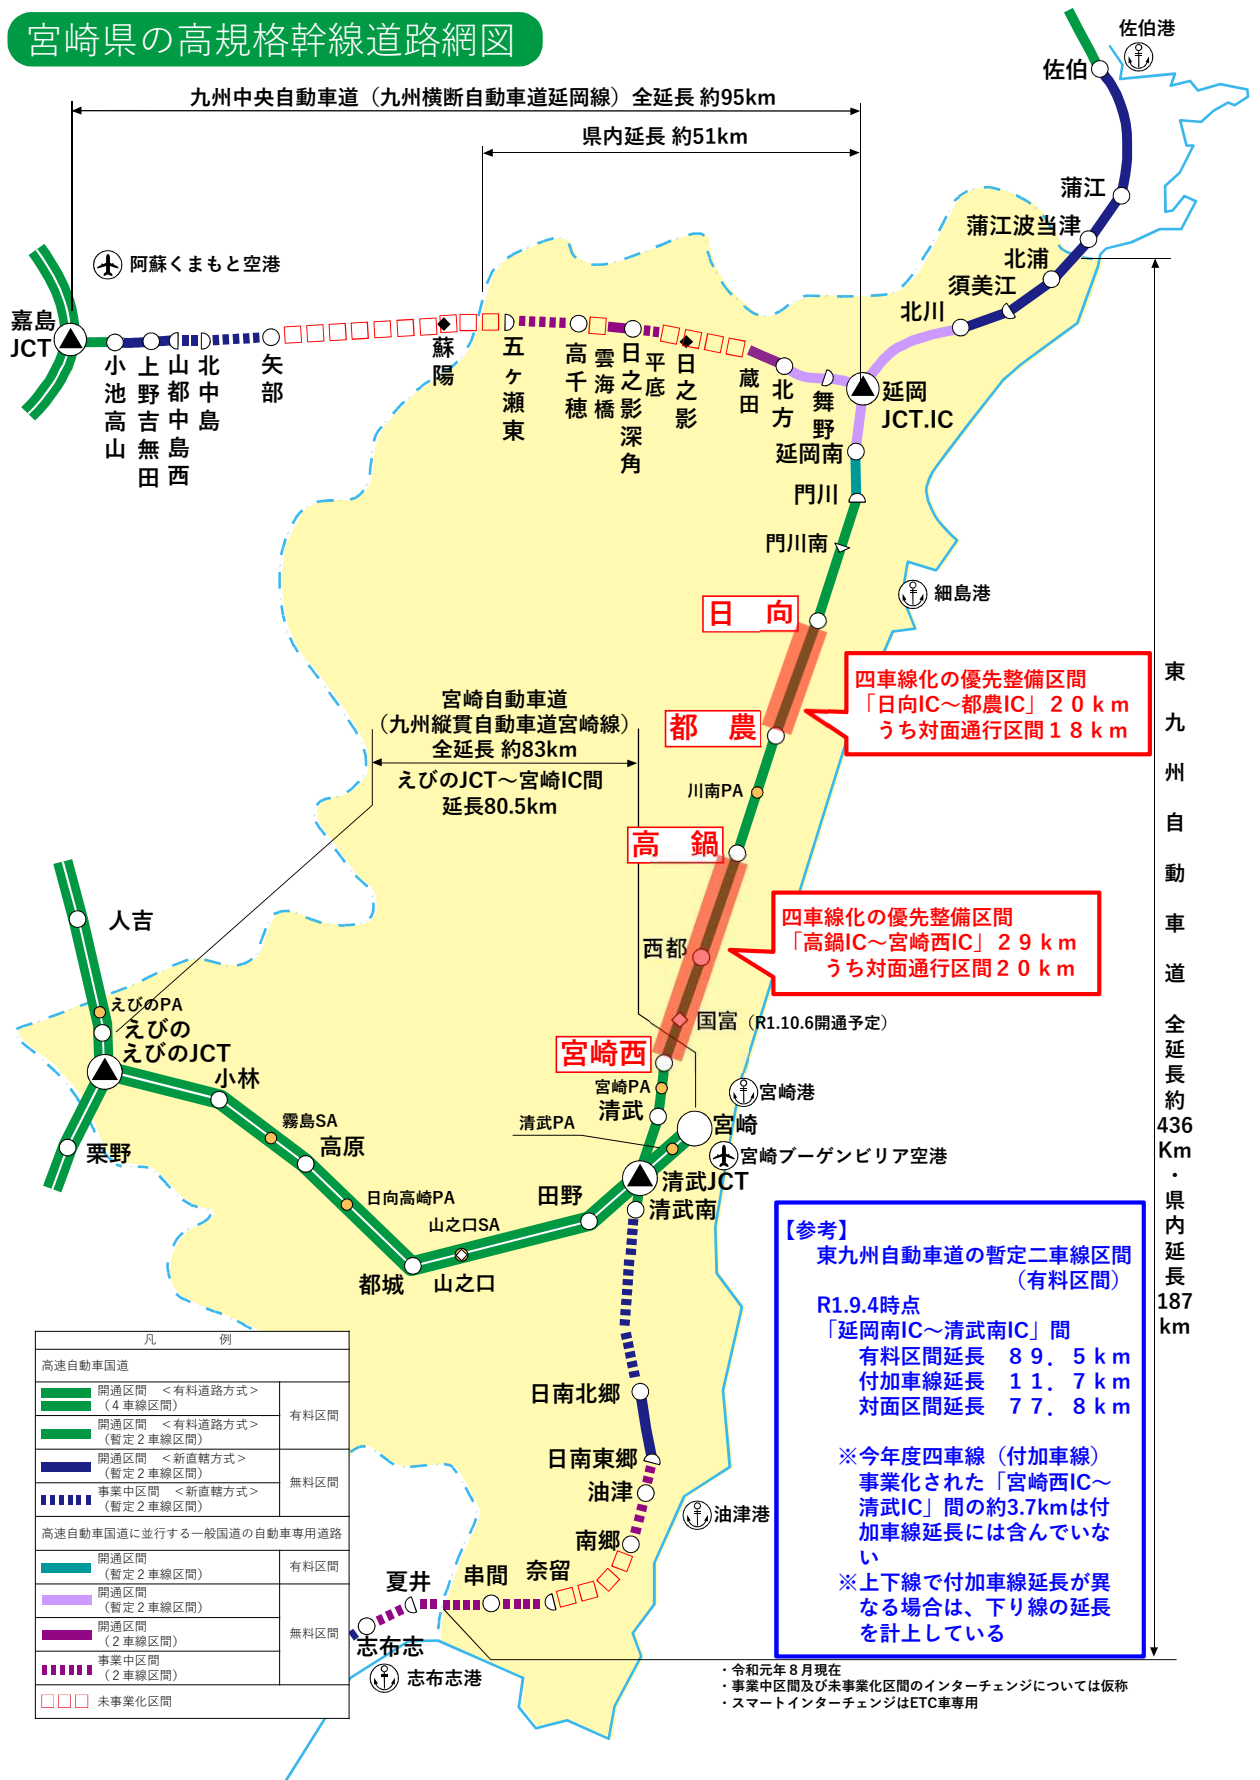 宮崎県の高規格幹線道路網図
佐伯港
佐伯
九州中央自動車道（九州横断自動車道延岡線）全延長 約95km
県内延長 約51km
蒲江
蒲江波当津
北浦
須美江
北川
阿蘇くまもと空港
嘉島
JCT
小池高山
上野吉無田
山都中島西
北中島
矢部
蘇陽
五ヶ瀬東
高千穂
雲海橋
日之影深角
平底
日之影
蔵田
北方
舞野
延岡
JCT.IC
延岡南
門川
門川南
細島港
日　向
四車線化の優先整備区間
「日向IC～都農IC」２０ｋｍ
うち対面通行区間１８ｋｍ
宮崎自動車道
（九州縦貫自動車道宮崎線）
全延長 約83km
えびのJCT～宮崎IC間
延長80.5km
都　農
川南PA
高　鍋
四車線化の優先整備区間
「高鍋IC～宮崎西IC」２９ｋｍ
うち対面通行区間２０ｋｍ
西都
国富（R1.10.6開通予定）
宮崎西
宮崎PA
清武
宮崎港
清武PA
宮崎
宮崎ブーゲンビリア空港
清武JCT
清武南
人吉
えびのPA
えびの
えびのJCT
小林
霧島SA
高原
栗野
日向高崎PA
田野
山之口SA
都城
山之口
東九州自動車道　全延長約436Km・県内延長187km
【参考】
東九州自動車道の暫定二車線区間
（有料区間）
R1.9.4時点
「延岡南IC～清武南IC」間
有料区間延長　８９．５ｋｍ
付加車線延長　１１．７ｋｍ
対面区間延長　７７．８ｋｍ
※今年度四車線（付加車線）
事業化された「宮崎西IC～
清武IC」間の約3.7kmは付
加車線延長には含んでいな
い
※上下線で付加車線延長が異
なる場合は、下り線の延長
を計上している
日南北郷
日南東郷
油津
油津港
南郷
奈留
串間
夏井
志布志
志布志港
凡　例
高速自動車国道
開通区間　＜有料道路方式＞
（４車線区間）
有料区間
開通区間　＜有料道路方式＞
（暫定２車線区間）
開通区間　＜新直轄方式＞
（暫定２車線区間）
無料区間
事業中区間　＜新直轄方式＞
（暫定２車線区間）
高速自動車国道に並行する一般国道の自動車専用道路
開通区間
（暫定２車線区間）
有料区間
開通区間
（暫定２車線区間）
開通区間
（２車線区間）
無料区間
事業中区間
（２車線区間）
未事業化区間
・令和元年８月現在
・事業中区間及び未事業化区間のインターチェンジについては仮称
・スマートインターチェンジはETC車専用